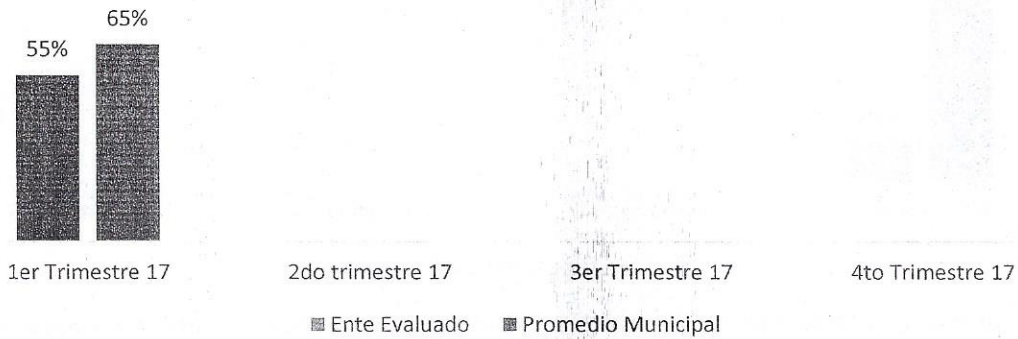 65%
55%
1er Trimestre 17 2do trimestre 17 3er Trimestre 17 4to Trimestre 17
Ente Evaluado Promedio Municipal